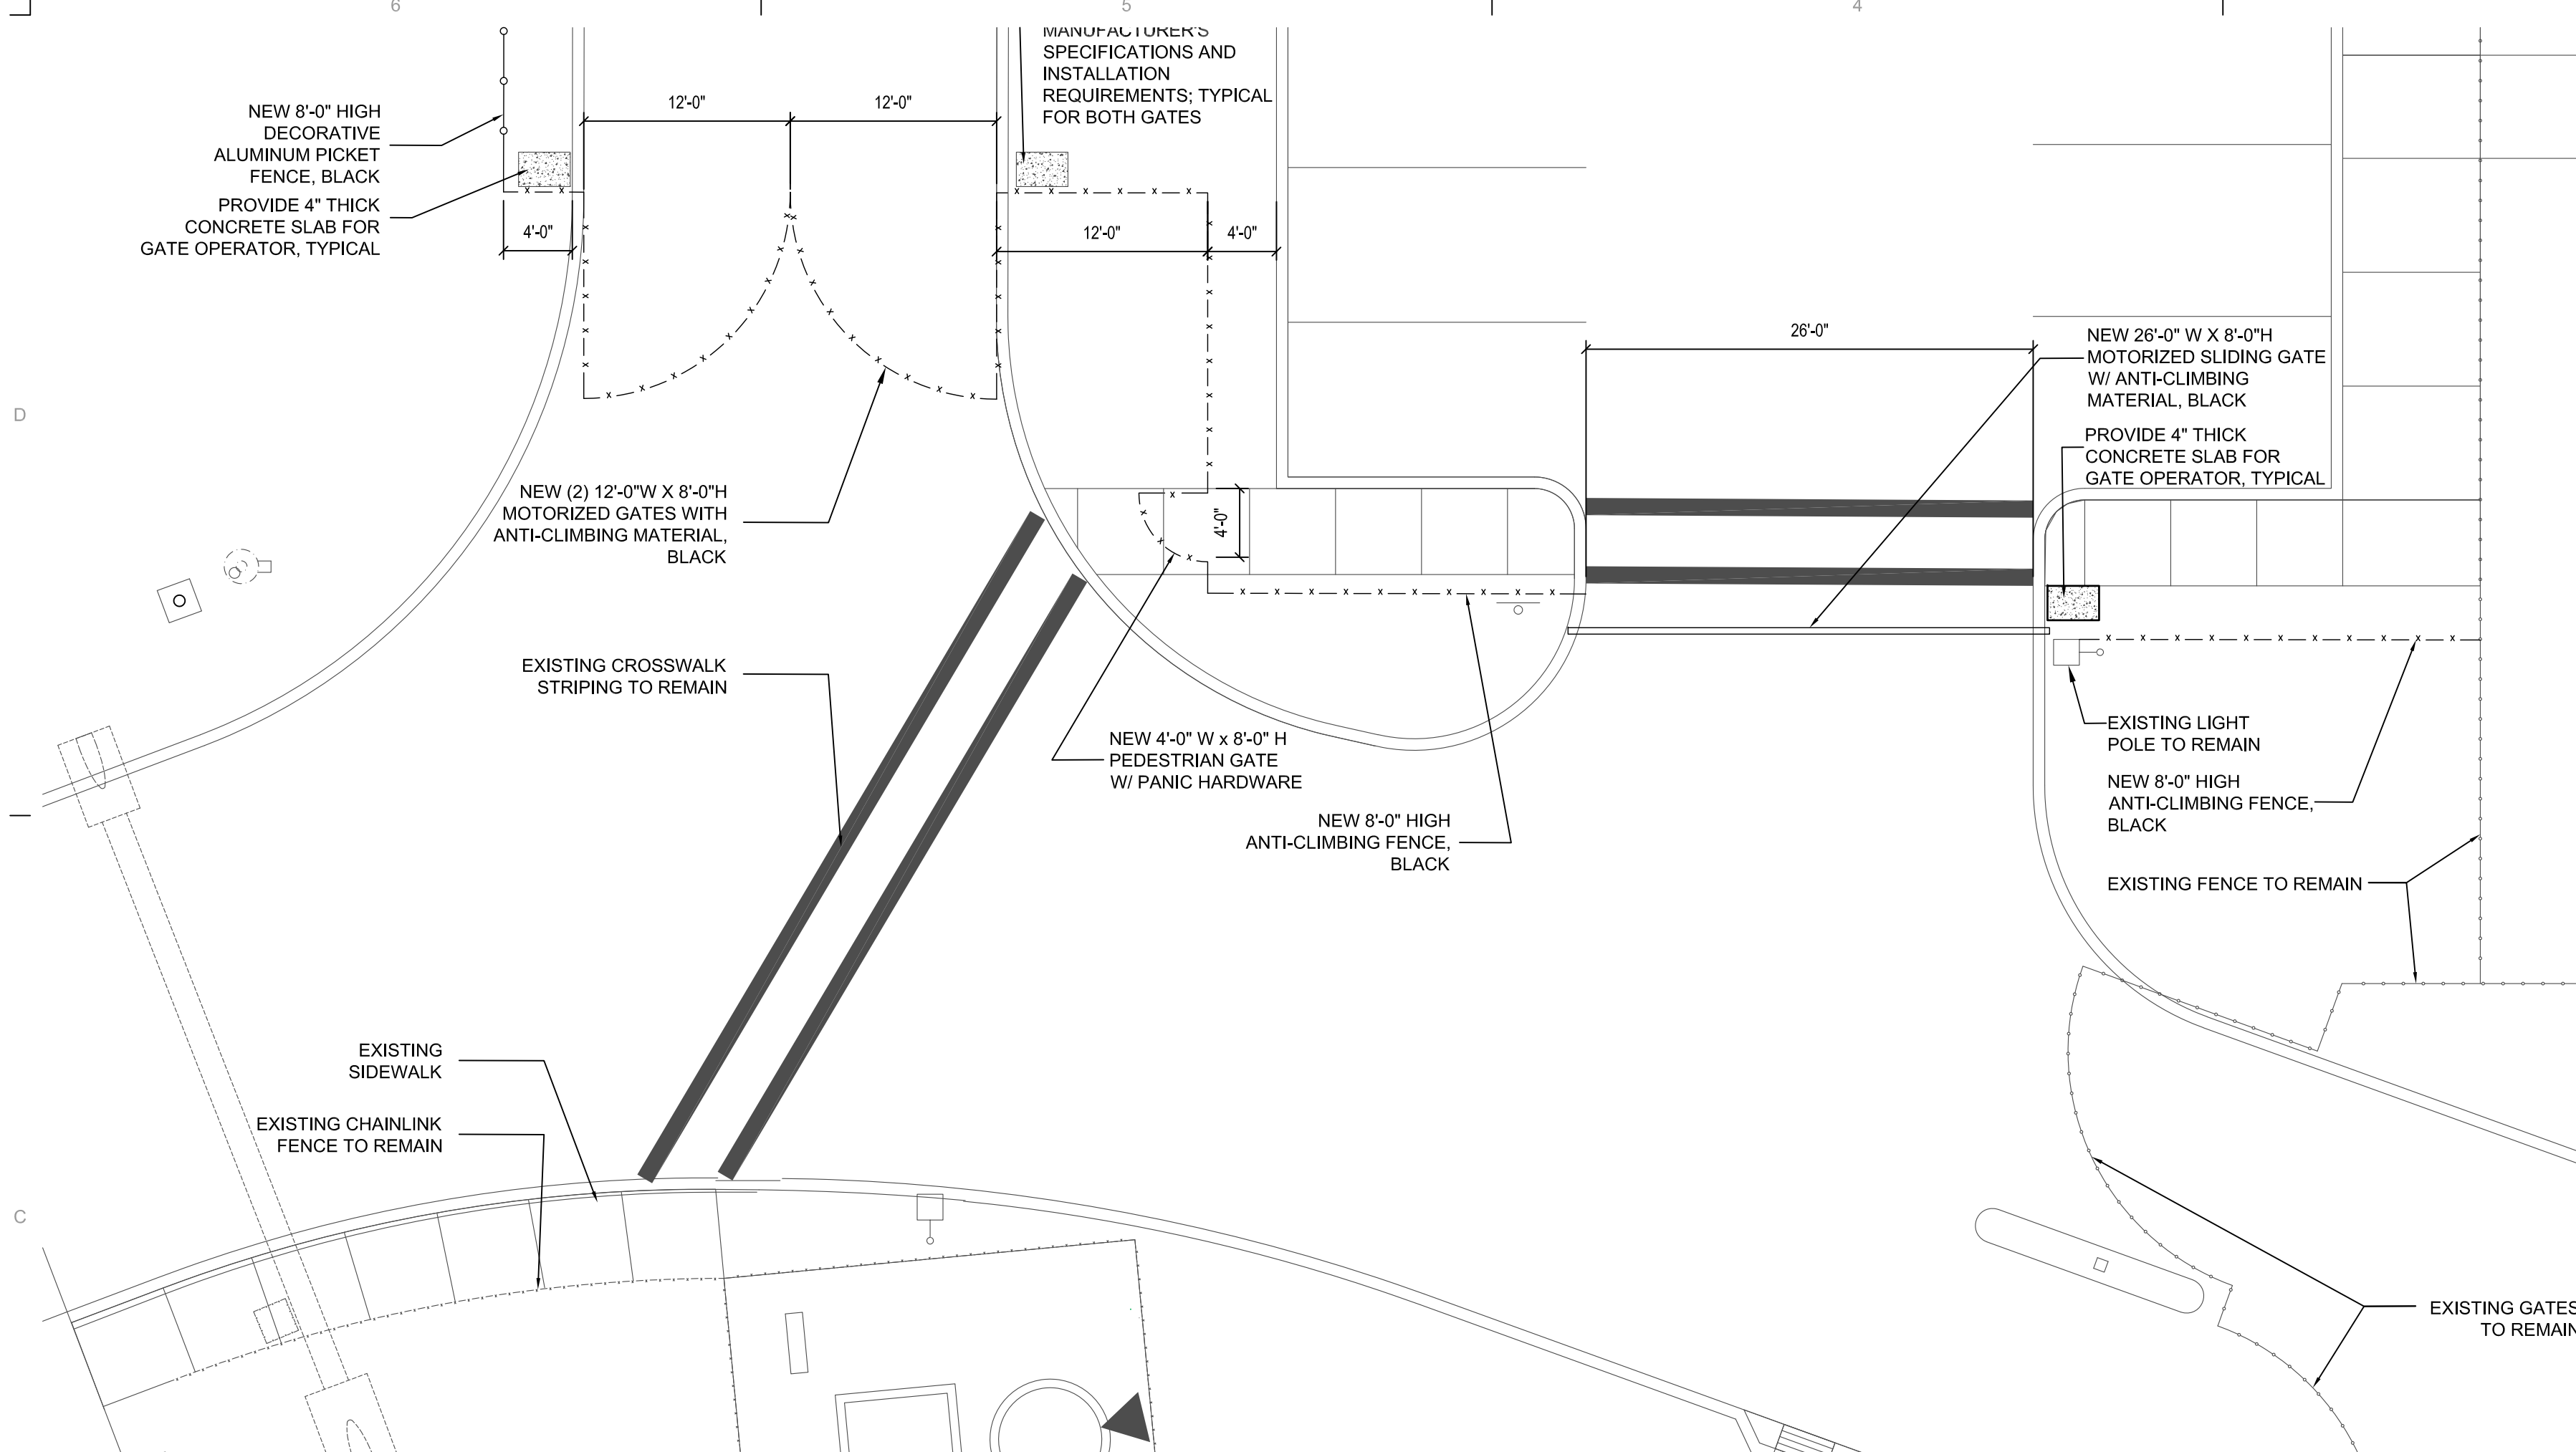 6
5
4
MANUFACTURER'S
SPECIFICATIONS AND
INSTALLATION
REQUIREMENTS; TYPICAL
FOR BOTH GATES
NEW 8'-0" HIGH
DECORATIVE
ALUMINUM PICKET
FENCE, BLACK
PROVIDE 4" THICK
CONCRETE SLAB FOR
GATE OPERATOR, TYPICAL
12'-0"
12'-0"
4'-0"
12'-0"
4'-0"
26'-0"
NEW 26'-0" W X 8'-0"H
MOTORIZED SLIDING GATE
W/ ANTI-CLIMBING
MATERIAL, BLACK
PROVIDE 4" THICK
CONCRETE SLAB FOR
GATE OPERATOR, TYPICAL
D
NEW (2) 12'-0"W X 8'-0"H
MOTORIZED GATES WITH
ANTI-CLIMBING MATERIAL,
BLACK
4'-0"
EXISTING CROSSWALK
STRIPING TO REMAIN
NEW 4'-0" W x 8'-0" H
PEDESTRIAN GATE
W/ PANIC HARDWARE
NEW 8'-0" HIGH
ANTI-CLIMBING FENCE,
BLACK
EXISTING LIGHT
POLE TO REMAIN
NEW 8'-0" HIGH
ANTI-CLIMBING FENCE,
BLACK
EXISTING FENCE TO REMAIN
EXISTING
SIDEWALK
EXISTING CHAINLINK
FENCE TO REMAIN
C
EXISTING GATES
TO REMAIN